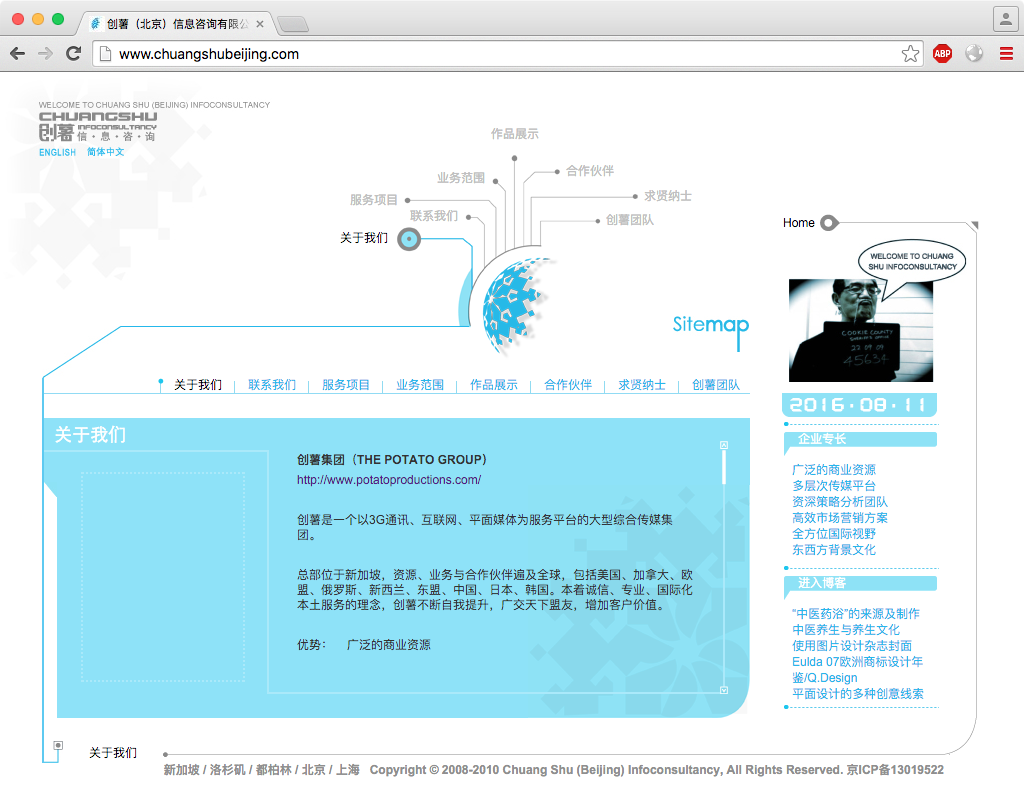 创薯（北京）信息咨询有限公
www.chuangshubeijing.com
ABP
WELCOME TO CHUANG SHU (BEIJING) INFOCONSULTANCY
CHUANGSHU
创薯 INFOCONSULTANCY
信·息·咨·询
ENGLISH 简体中文
作品展示
业务范围
合作伙伴
服务项目
求贤纳士
联系我们
创薯团队
关于我们
Home
WELCOME TO CHUANG
SHU INFOCONSULTANCY
COOKIE COUNTY
SHERIFF'S OFFICE
22 09 09
45634
Sitemap
关于我们 联系我们 服务项目 业务范围 作品展示 合作伙伴 求贤纳士 创薯团队
2016·08·11
关于我们
企业专长
创薯集团（THE POTATO GROUP）
http://www.potatoproductions.com/
创薯是一个以3G通讯、互联网、平面媒体为服务平台的大型综合传媒集
团。
总部位于新加坡，资源、业务与合作伙伴遍及全球，包括美国、加拿大、欧
盟、俄罗斯、新西兰、东盟、中国、日本、韩国。本着诚信、专业、国际化
本土服务的理念，创薯不断自我提升，广交天下盟友，增加客户价值。
优势： 广泛的商业资源
广泛的商业资源
多层次传媒平台
资深策略分析团队
高效市场营销方案
全方位国际视野
东西方背景文化
进入博客
“中医药浴”的来源及制作
中医养生与养生文化
使用图片设计杂志封面
Eulda 07欧洲商标设计年
鉴/Q.Design
平面设计的多种创意线索
关于我们
新加坡 / 洛杉矶 / 都柏林 / 北京 / 上海 Copyright © 2008-2010 Chuang Shu (Beijing) Infoconsultancy, All Rights Reserved. 京ICP备13019522